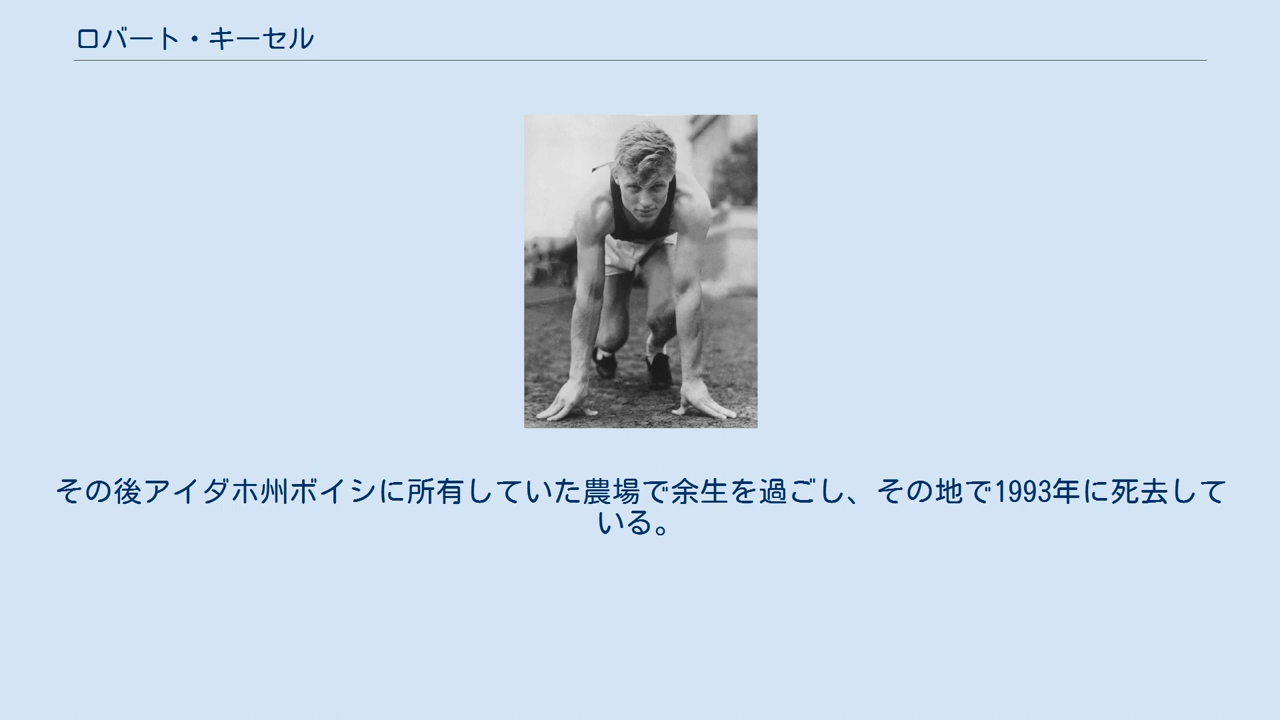 ロバート・キーセル
その後アイダホ州ボイシに所有していた農場で余生を過ごし、その地で1993年に死去して
いる。